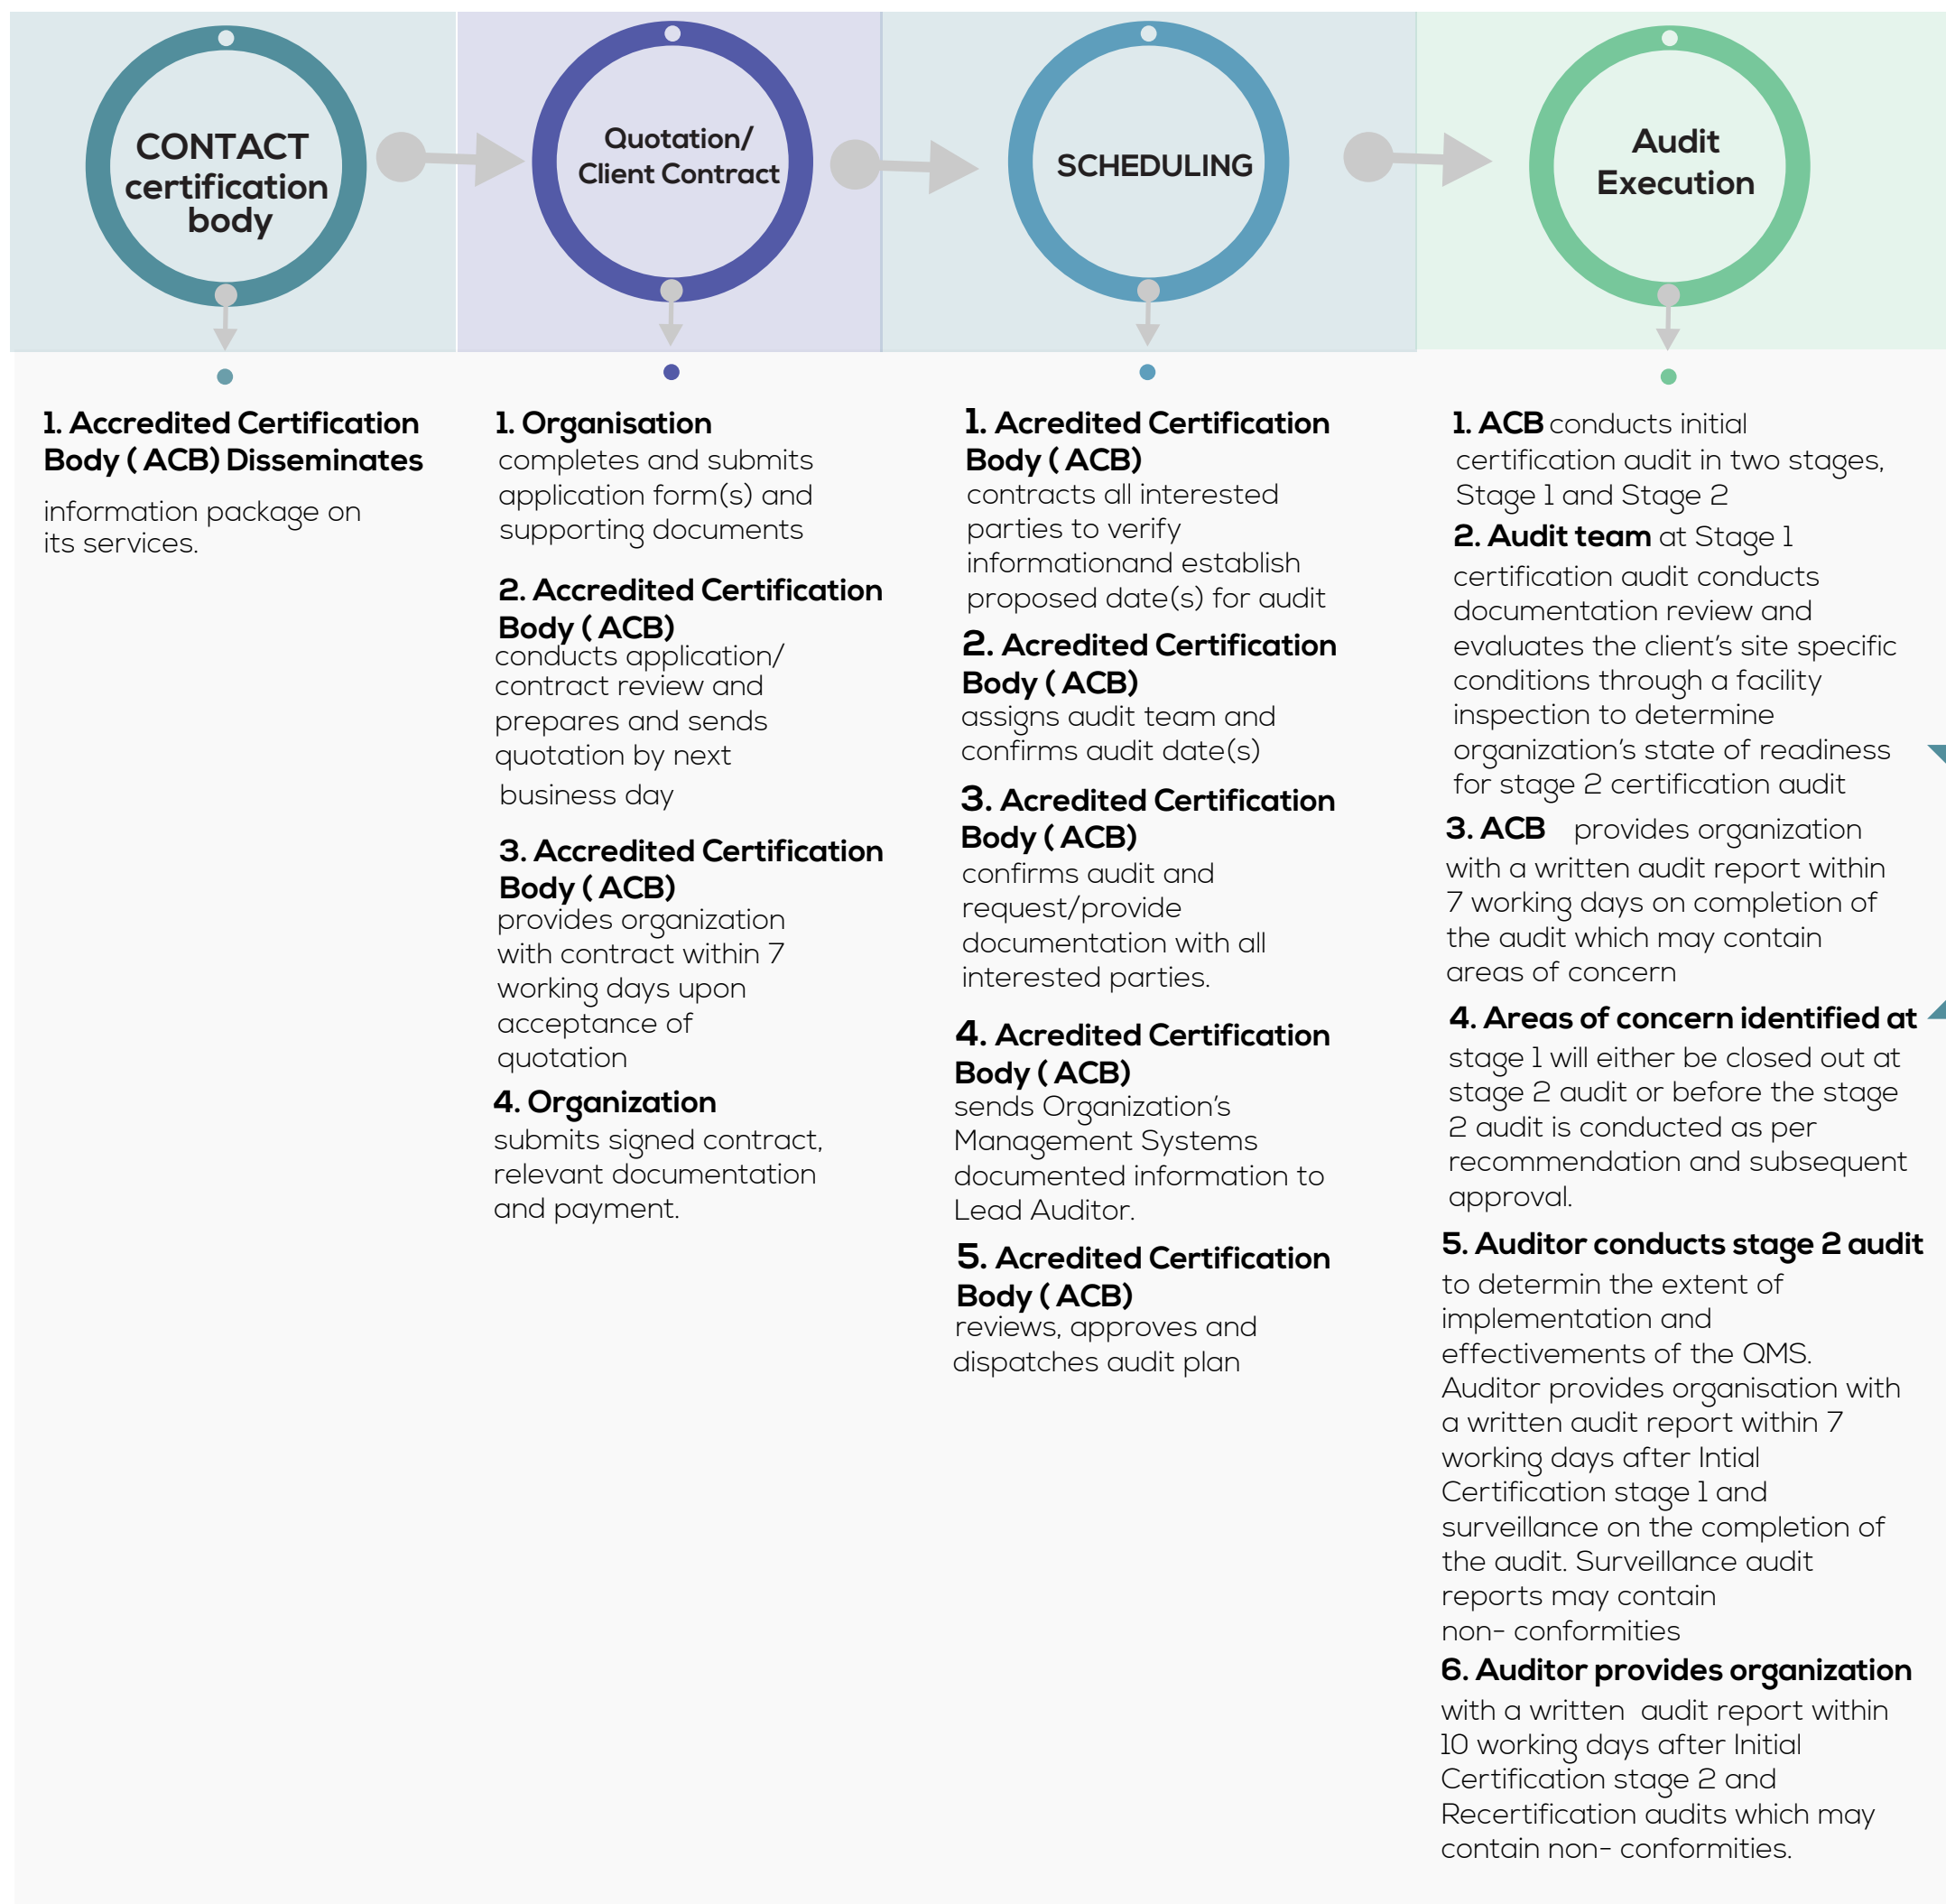 CONTACT
certification
body
Quotation/
Client Contract
SCHEDULING
Audit
Execution
1. Accredited Certification
Body ( ACB) Disseminates
information package on
its services.
1. Organisation
completes and submits
application form(s) and
supporting documents
2. Accredited Certification
Body ( ACB)
conducts application/
contract review and
prepares and sends
quotation by next
business day
3. Accredited Certification
Body ( ACB)
provides organization
with contract within 7
working days upon
acceptance of
quotation
4. Organization
submits signed contract,
relevant documentation
and payment.
1. Acredited Certification
Body ( ACB)
contracts all interested
parties to verify
informationand establish
proposed date(s) for audit
2. Acredited Certification
Body ( ACB)
assigns audit team and
confirms audit date(s)
3. Acredited Certification
Body ( ACB)
confirms audit and
request/provide
documentation with all
interested parties.
4. Acredited Certification
Body ( ACB)
sends Organization's
Management Systems
documented information to
Lead Auditor.
5. Acredited Certification
Body ( ACB)
reviews, approves and
dispatches audit plan
1. ACB conducts initial
certification audit in two stages,
Stage 1 and Stage 2
2. Audit team at Stage 1
certification audit conducts
documentation review and
evaluates the client's site specific
conditions through a facility
inspection to determine
organization's state of readiness
for stage 2 certification audit
3. ACB provides organization
with a written audit report within
7 working days on completion of
the audit which may contain
areas of concern
4. Areas of concern identified at
stage 1 will either be closed out at
stage 2 audit or before the stage
2 audit is conducted as per
recommendation and subsequent
approval.
5. Auditor conducts stage 2 audit
to determin the extent of
implementation and
effectivements of the QMS.
Auditor provides organisation with
a written audit report within 7
working days after Intial
Certification stage 1 and
surveillance on the completion of
the audit. Surveillance audit
reports may contain
non- conformities
6. Auditor provides organization
with a written audit report within
10 working days after Initial
Certification stage 2 and
Recertification audits which may
contain non- conformities.